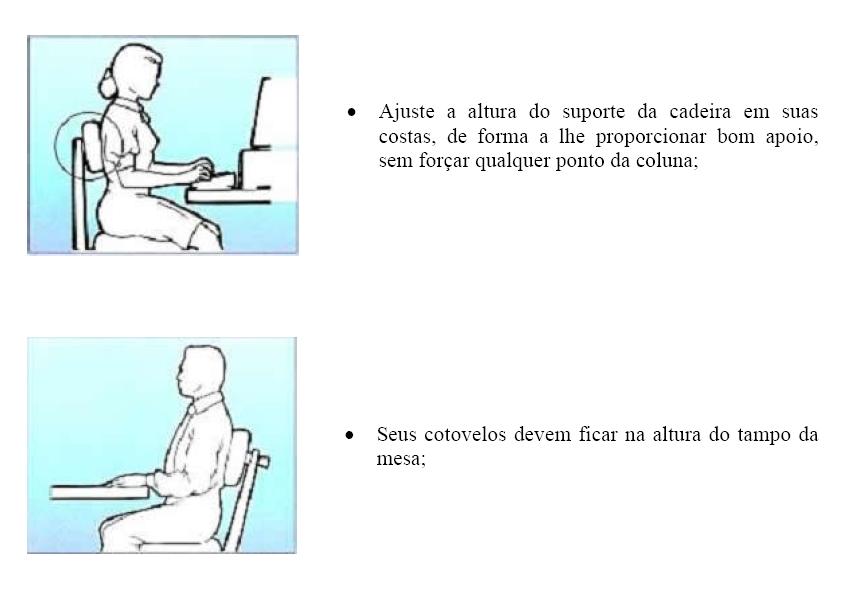 • Ajuste a altura do suporte da cadeira em suas
costas, de forma a lhe proporcionar bom apoio,
sem forçar qualquer ponto da coluna;
• Seus cotovelos devem ficar na altura do tampo da
mesa;